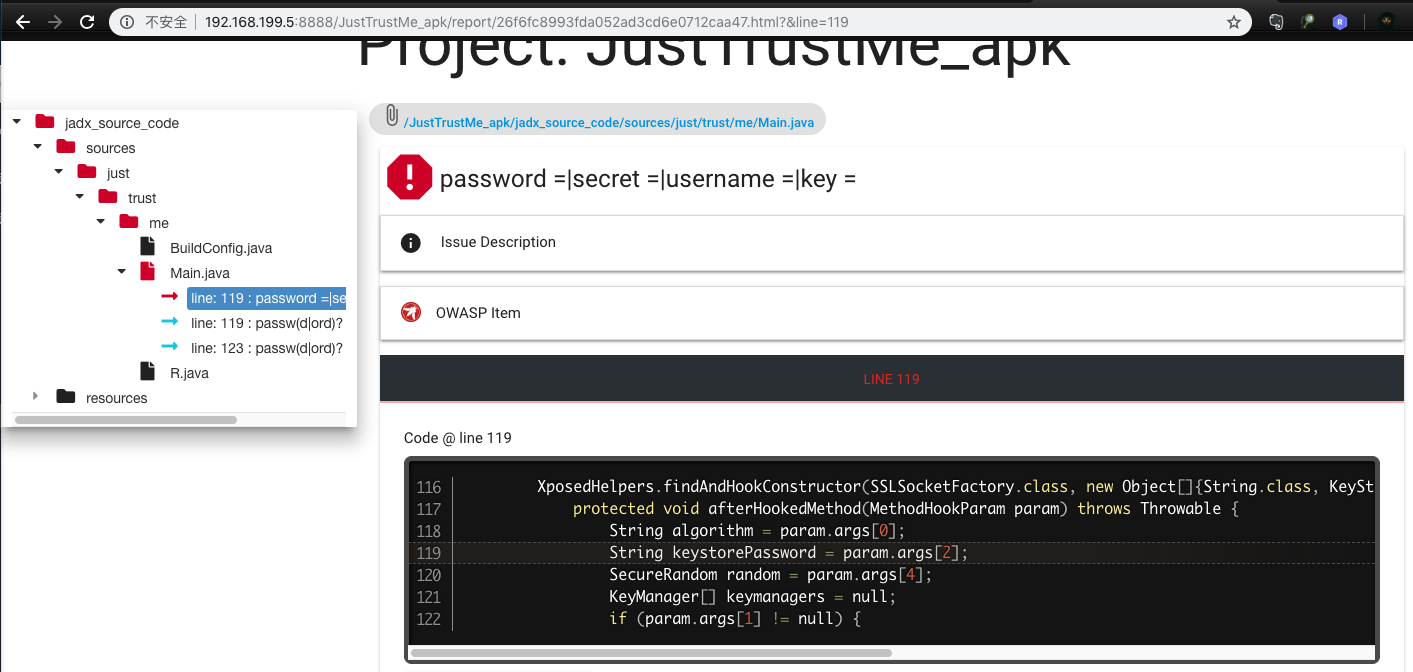 不安全 192.168.199.5:8888/JustTrustMe_apk/report/26f6fc8993fda052ad3cd6e0712caa47.html?&line=119
Project: JustTrustMe_apk
jadx_source_code
sources
just
trust
me
BuildConfig.java
Main.java
line: 119 : password =|se
line: 119 : passw(d|ord)?
line: 123 : passw(d|ord)?
R.java
resources
/JustTrustMe_apk/jadx_source_code/sources/just/trust/me/Main.java
password =|secret =|username =|key =
Issue Description
OWASP Item
LINE 119
Code @ line 119
116 XposedHelpers.findAndHookConstructor(SSLSocketFactory.class, new Object[]{String.class, KeySt
117 protected void afterHookedMethod(MethodHookParam param) throws Throwable {
118 String algorithm = param.args[0];
119 String keystorePassword = param.args[2];
120 SecureRandom random = param.args[4];
121 KeyManager[] keymanagers = null;
122 if (param.args[1] != null) {